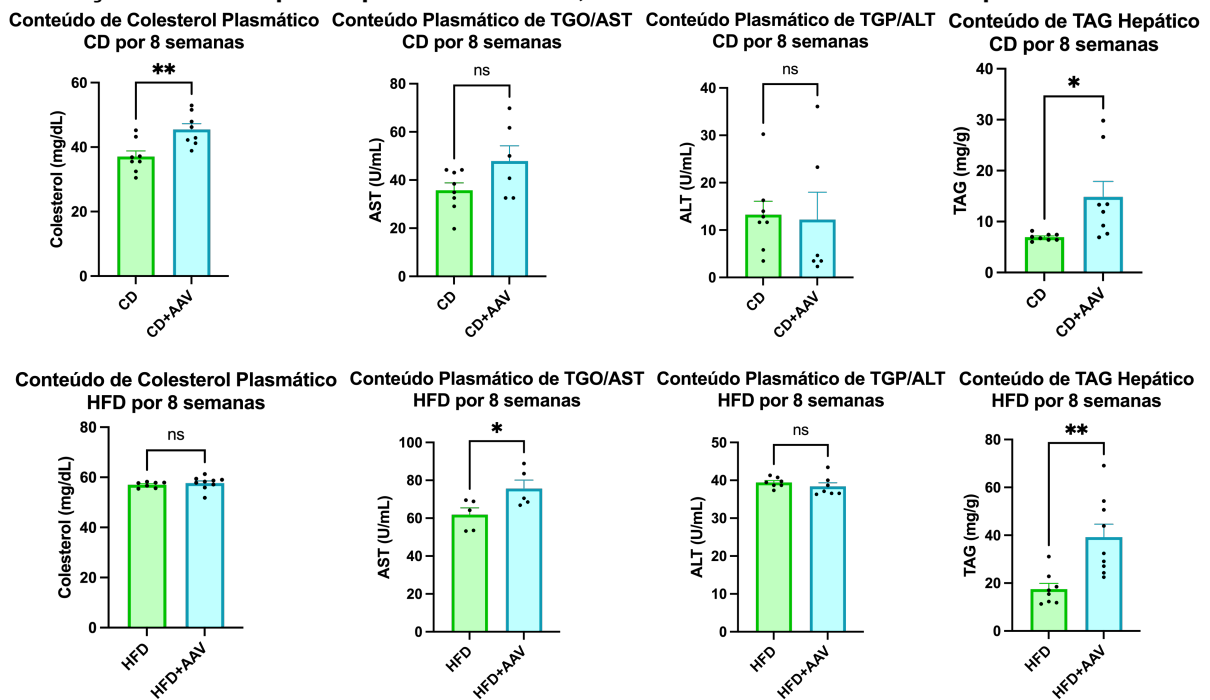 Conteúdo de Colesterol Plasmático
CD por 8 semanas
**
Colesterol (mg/dL)
60
40
20
0
CD
CD+AAV
Conteúdo Plasmático de TGO/AST
CD por 8 semanas
ns
AST (U/mL)
80
60
40
20
0
CD
CD+AAV
Conteúdo Plasmático de TGP/ALT
CD por 8 semanas
ns
ALT (U/mL)
40
30
20
10
0
CD
CD+AAV
Conteúdo de TAG Hepático
CD por 8 semanas
*
TAG (mg/g)
40
30
20
10
0
CD
CD+AAV
Conteúdo de Colesterol Plasmático
HFD por 8 semanas
ns
Colesterol (mg/dL)
80
60
40
20
0
HFD
HFD+AAV
Conteúdo Plasmático de TGO/AST
HFD por 8 semanas
*
AST (U/mL)
100
80
60
40
20
0
HFD
HFD+AAV
Conteúdo Plasmático de TGP/ALT
HFD por 8 semanas
ns
ALT (U/mL)
50
40
30
20
10
0
HFD
HFD+AAV
Conteúdo de TAG Hepático
HFD por 8 semanas
**
TAG (mg/g)
80
60
40
20
0
HFD
HFD+AAV